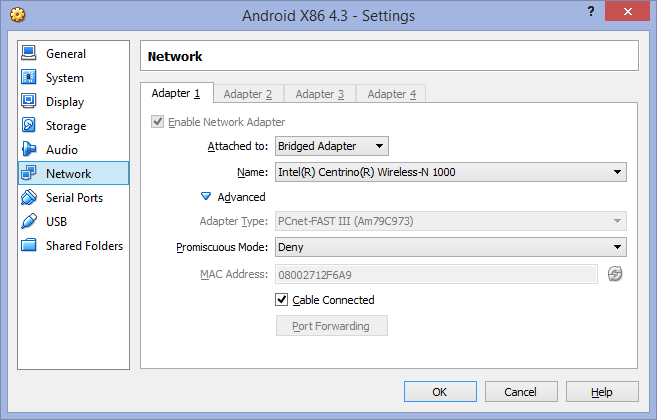 Android X86 4.3 - Settings
?
General
System
Display
Storage
Audio
Network
Serial Ports
USB
Shared Folders
Network
Adapter 1 Adapter 2 Adapter 3 Adapter 4
Enable Network Adapter
Attached to: Bridged Adapter
Name: Intel(R) Centrino(R) Wireless-N 1000
Advanced
Adapter Type: PCnet-FAST III (Am79C973)
Promiscuous Mode: Deny
MAC Address: 08002712F6A9
Cable Connected
Port Forwarding
OK Cancel Help